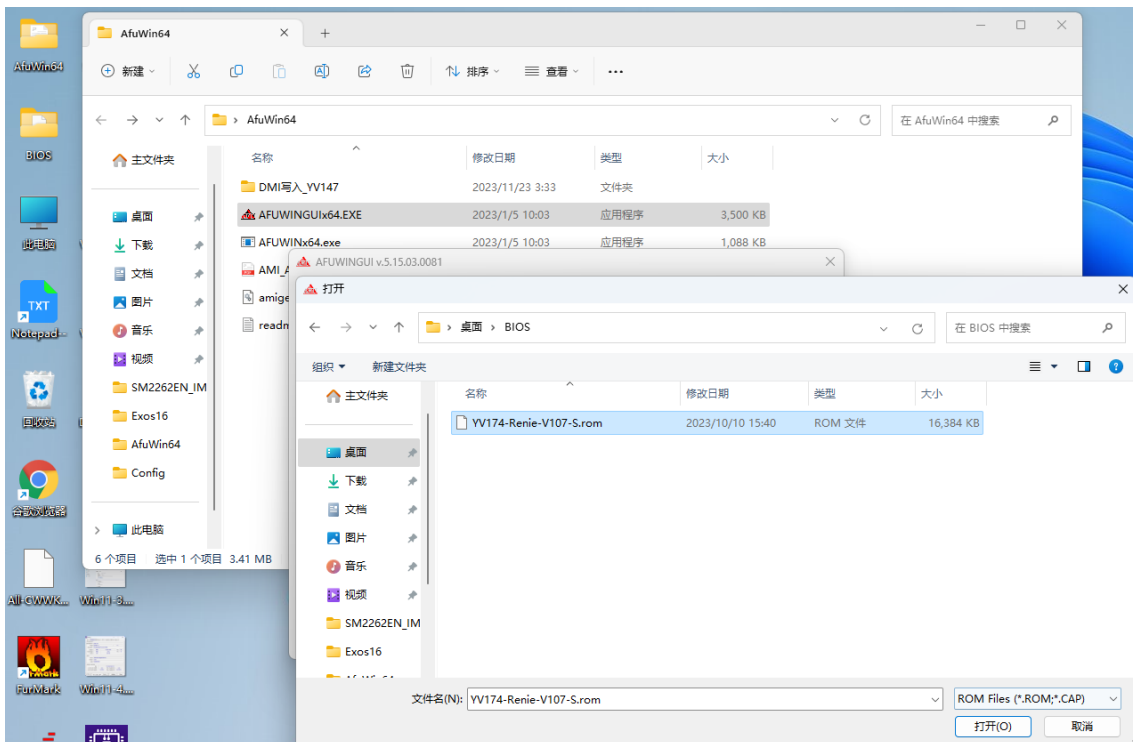 AfuWin64
BIOS
此电脑
TXT
Notepad--
回收站
谷歌浏览器
All-CWWK...
Win11-3....
FurMark
Win11-4....
AfuWin64
新建
排序
查看
AfuWin64
在 AfuWin64 中搜索
主文件夹
桌面
下载
文档
图片
音乐
视频
SM2262EN_IM
Exos16
AfuWin64
Config
此电脑
名称 修改日期 类型 大小
DMI写入_YV147 2023/11/23 3:33 文件夹
AFUWINGUIx64.EXE 2023/1/5 10:03 应用程序 3,500 KB
AFUWINx64.exe 2023/1/5 10:03 应用程序 1,088 KB
AMI_A
amige
readm
6 个项目 选中 1 个项目 3.41 MB
AFUWINGUI v.5.15.03.0081
打开
桌面 BIOS
在 BIOS 中搜索
组织 新建文件夹
主文件夹
桌面
下载
文档
图片
音乐
视频
SM2262EN_IM
Exos16
名称 修改日期 类型 大小
YV174-Renie-V107-S.rom 2023/10/10 15:40 ROM 文件 16,384 KB
文件名(N): YV174-Renie-V107-S.rom ROM Files (*.ROM;*.CAP)
打开(O) 取消